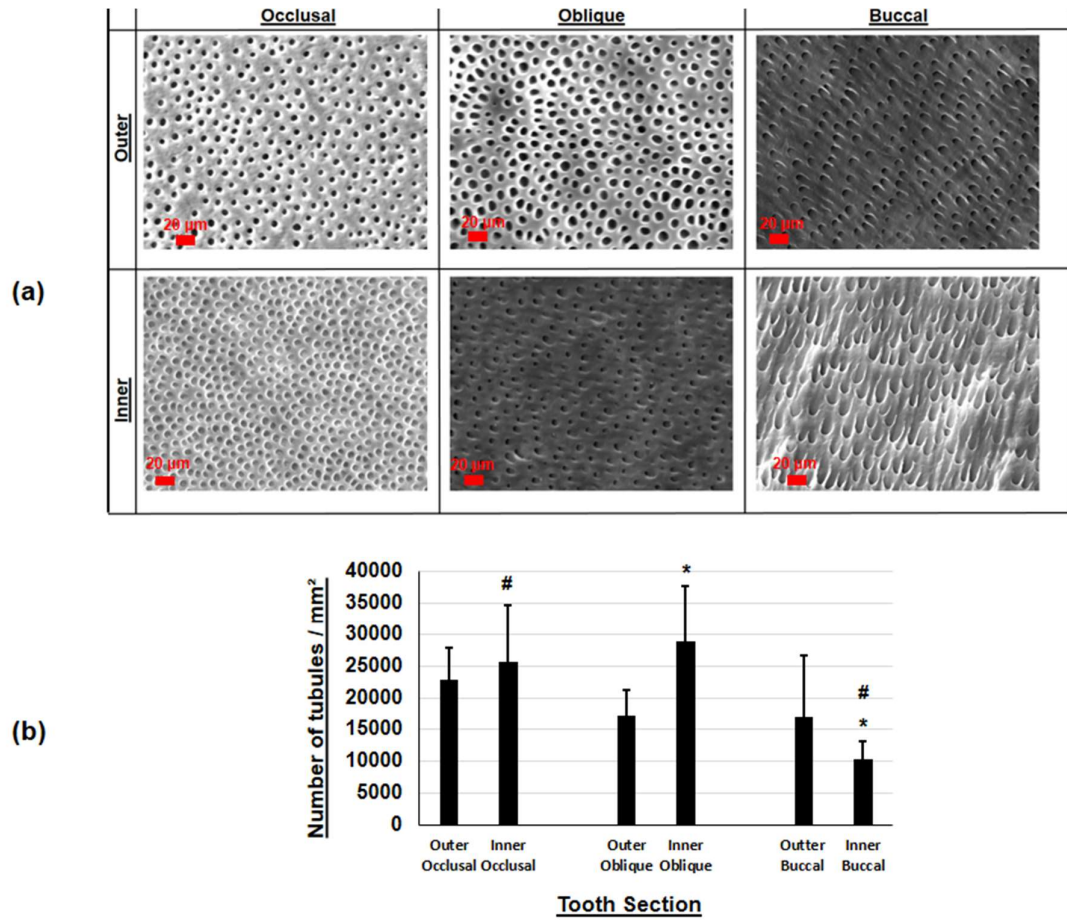 Occlusal Oblique Buccal
Outer
20 µm 20 µm 20 µm
(a)
Inner
20 µm 20 µm 20 µm
(b)
Number of tubules / mm²
40000
35000
30000
25000
20000
15000
10000
5000
0
# * # *
Outer Inner Outer Inner Outter Inner
Occlusal Occlusal Oblique Oblique Buccal Buccal
Tooth Section